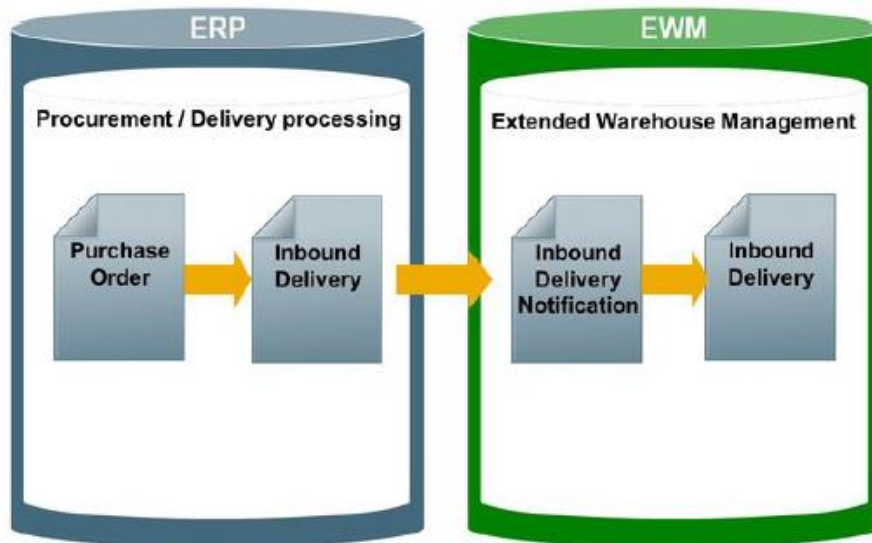 ERP
EWM
Procurement / Delivery processing
Extended Warehouse Management
Purchase
Order
Inbound
Delivery
Inbound
Delivery
Notification
Inbound
Delivery